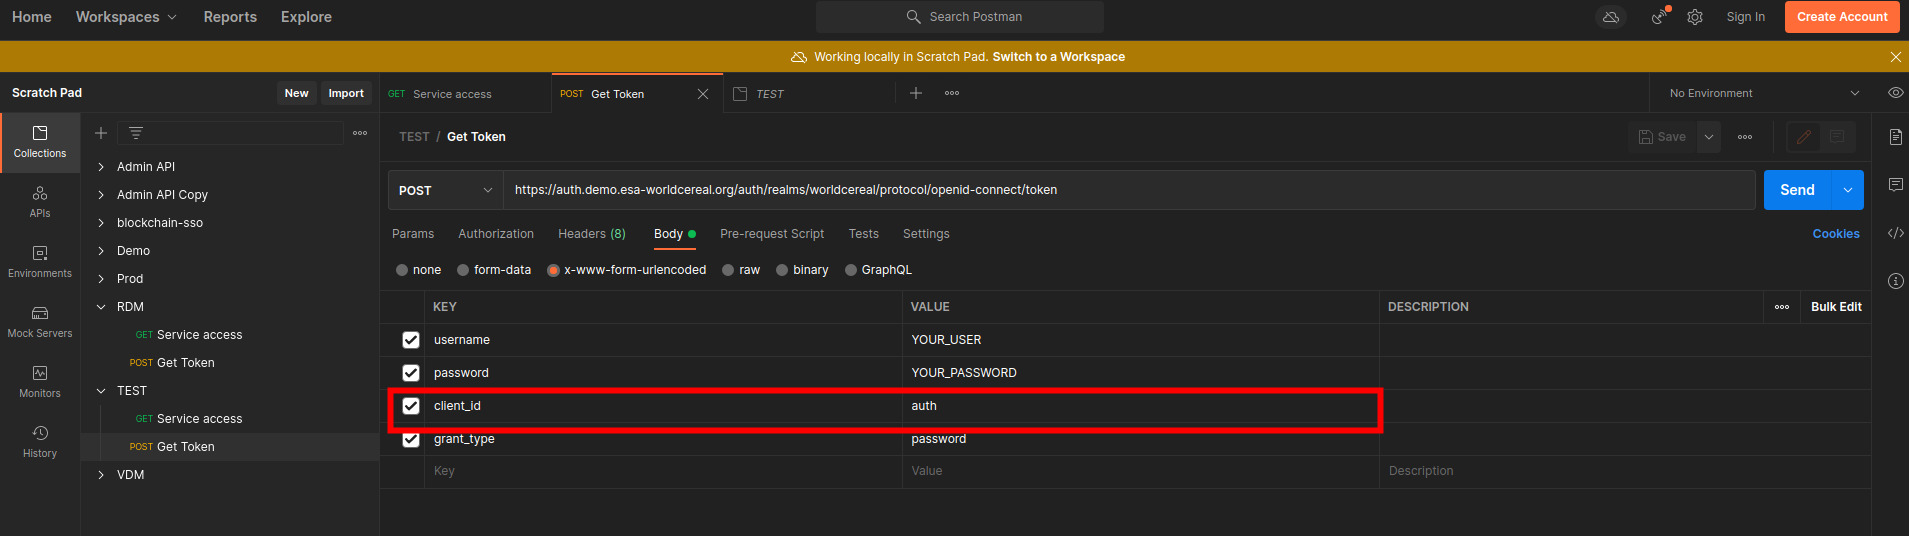 Home Workspaces Reports Explore Search Postman Sign In Create Account
Working locally in Scratch Pad. Switch to a Workspace
Scratch Pad New Import
GET Service access POST Get Token TEST No Environment
TEST / Get Token Save
Collections
APIs
Environments
Mock Servers
Monitors
History
Admin API
Admin API Copy
blockchain-sso
Demo
Prod
RDM
GET Service access
POST Get Token
TEST
GET Service access
POST Get Token
VDM
POST https://auth.demo.esa-worldcereal.org/auth/realms/worldcereal/protocol/openid-connect/token Send
Params Authorization Headers (8) Body Pre-request Script Tests Settings Cookies
none form-data x-www-form-urlencoded raw binary GraphQL
KEY VALUE DESCRIPTION Bulk Edit
username YOUR_USER
password YOUR_PASSWORD
client_id auth
grant_type password
Key Value Description